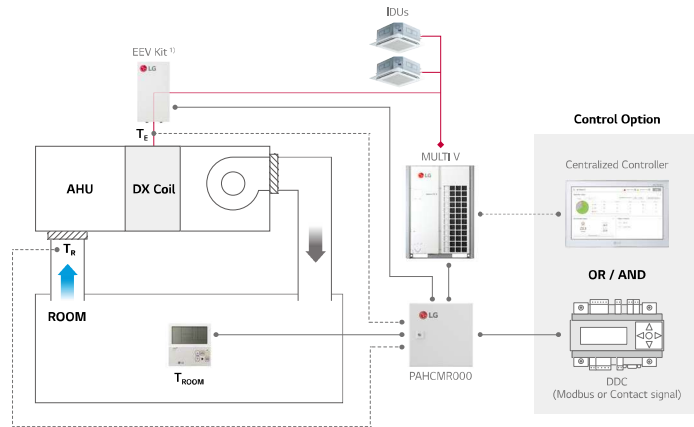 IDUs
EEV Kit 1)
LG
TE
Control Option
MULTI V
LG
Centralized Controller
AHU
DX Coil
TR
OR / AND
ROOM
LG
TROOM
PAHCMR000
DDC
(Modbus or Contact signal)